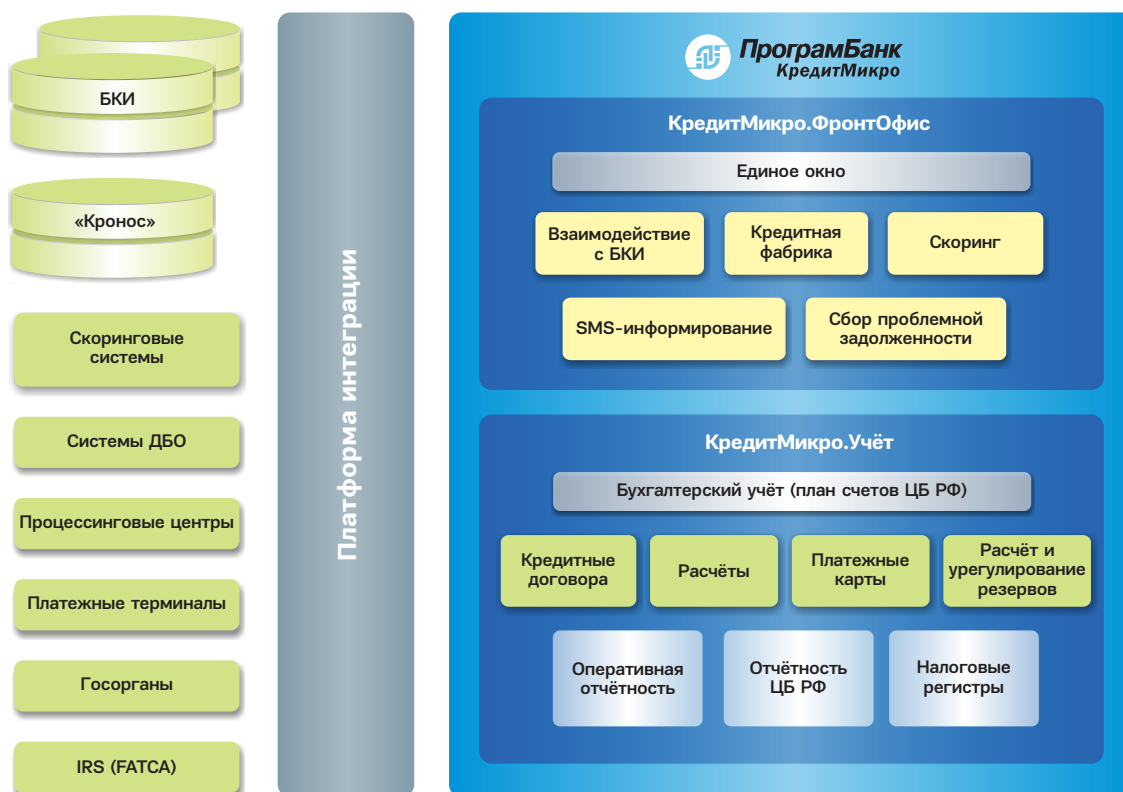 БКИ
«Кронос»
Скоринговые
системы
Системы ДБО
Процессинговые центры
Платежные терминалы
Госорганы
IRS (FATCA)
Платформа интеграции
ПрограмБанк
КредитМикро
КредитМикро.ФронтОфис
Единое окно
Взаимодействие
с БКИ
Кредитная
фабрика
Скоринг
SMS-информирование
Сбор проблемной
задолженности
КредитМикро.Учёт
Бухгалтерский учёт (план счетов ЦБ РФ)
Кредитные
договора
Расчёты
Платежные
карты
Расчёт и
урегулирование
резервов
Оперативная
отчётность
Отчётность
ЦБ РФ
Налоговые
регистры